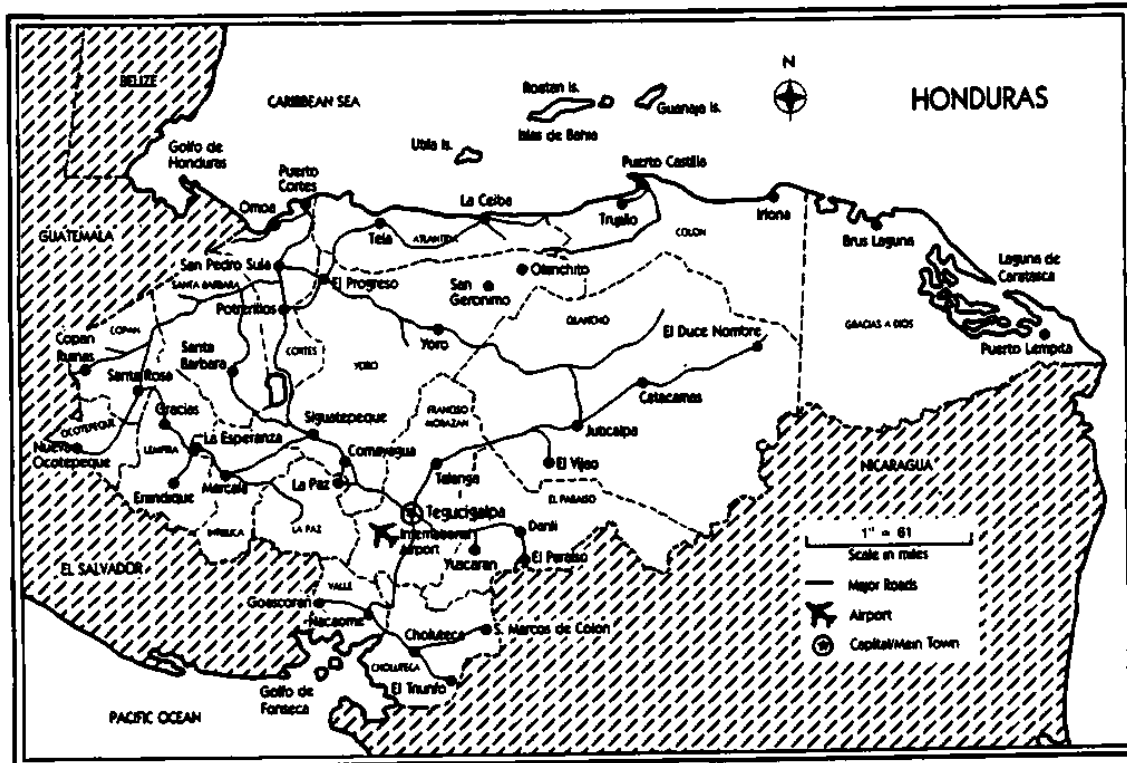 BELIZE
CARIBBEAN SEA
Roatan Is.
Guanaja Is.
Islas de Bahia
Utila Is.
N
HONDURAS
Golfo de
Honduras
Puerto
Cortes
Omoa
La Ceiba
Puerto Castilla
Trujillo
Iriona
Brus Laguna
Laguna de
Caratasca
GUATEMALA
Tela
ATLANTIDA
COLON
San Pedro Sula
SANTA BARBARA
El Progreso
Olanchito
San
Geronimo
Potrerillos
COPAN
Copan
Ruinas
Santa
Barbara
CORTES
YORO
Yoro
OLANCHO
El Duce Nombre
GRACIAS A DIOS
Puerto Lempita
Santa Rosa
Gracias
OCOTEPEQUE
Nueva
Ocotepeque
LEMPIRA
La Esperanza
Siguatepeque
FRANCISO
MORAZAN
Catacamas
Juticalpa
Comayagua
Erandique
Marcala
La Paz
Talanga
El Vijao
NICARAGUA
EL PARAISO
LA PAZ
Tegucigalpa
International
Airport
Danli
Yuscaran
El Paraiso
EL SALVADOR
VALLE
Goascoran
Nacaome
Choluteca
S. Marcos de Colon
CHOLUTECA
El Triunfo
Golfo de
Fonseca
PACIFIC OCEAN
1" = 61
Scale in miles
Major Roads
Airport
Capital/Main Town